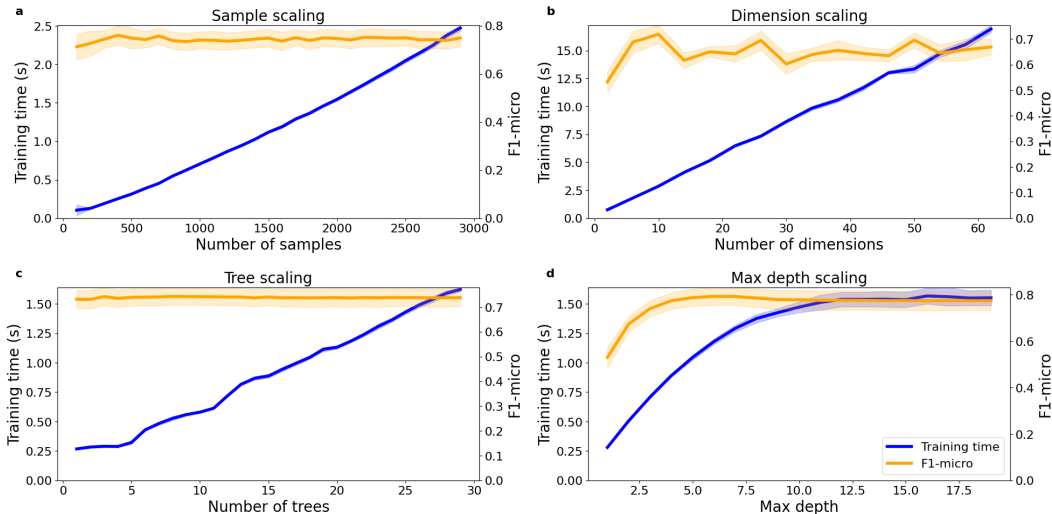 a
Sample scaling
2.5
2.0
1.5
1.0
0.5
0.0
Training time (s)
0.8
0.6
0.4
0.2
0.0
F1-micro
0 500 1000 1500 2000 2500 3000
Number of samples
b
Dimension scaling
15.0
12.5
10.0
7.5
5.0
2.5
0.0
Training time (s)
0.7
0.6
0.5
0.4
0.3
0.2
0.1
0.0
F1-micro
0 10 20 30 40 50 60
Number of dimensions
c
Tree scaling
1.50
1.25
1.00
0.75
0.50
0.25
0.00
Training time (s)
0.7
0.6
0.5
0.4
0.3
0.2
0.1
0.0
F1-micro
0 5 10 15 20 25 30
Number of trees
d
Max depth scaling
1.50
1.25
1.00
0.75
0.50
0.25
0.00
Training time (s)
0.8
0.6
0.4
0.2
0.0
F1-micro
2.5 5.0 7.5 10.0 12.5 15.0 17.5
Max depth
Training time
F1-micro